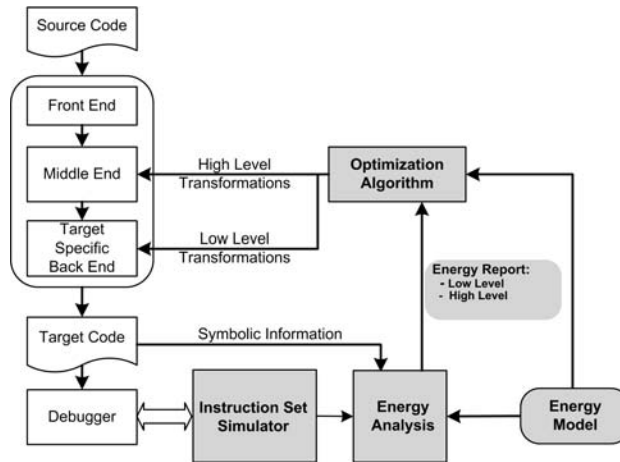 Source Code
Front End
Middle End
High Level
Transformations
Optimization
Algorithm
Target
Specific
Back End
Low Level
Transformations
Energy Report:
- Low Level
- High Level
Target Code
Symbolic Information
Debugger
Instruction Set
Simulator
Energy
Analysis
Energy
Model